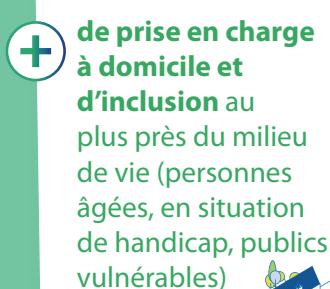 +
de prise en charge
à domicile et
d’inclusion au
plus près du milieu
de vie (personnes
âgées, en situation
de handicap, publics
vulnérables)